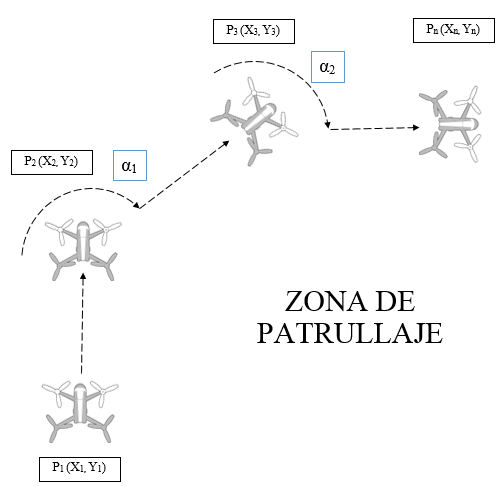 P₃ (X₃, Y₃)
Pₙ (Xₙ, Yₙ)
α₂
P₂ (X₂, Y₂)
α₁
ZONA DE
PATRULLAJE
P₁ (X₁, Y₁)